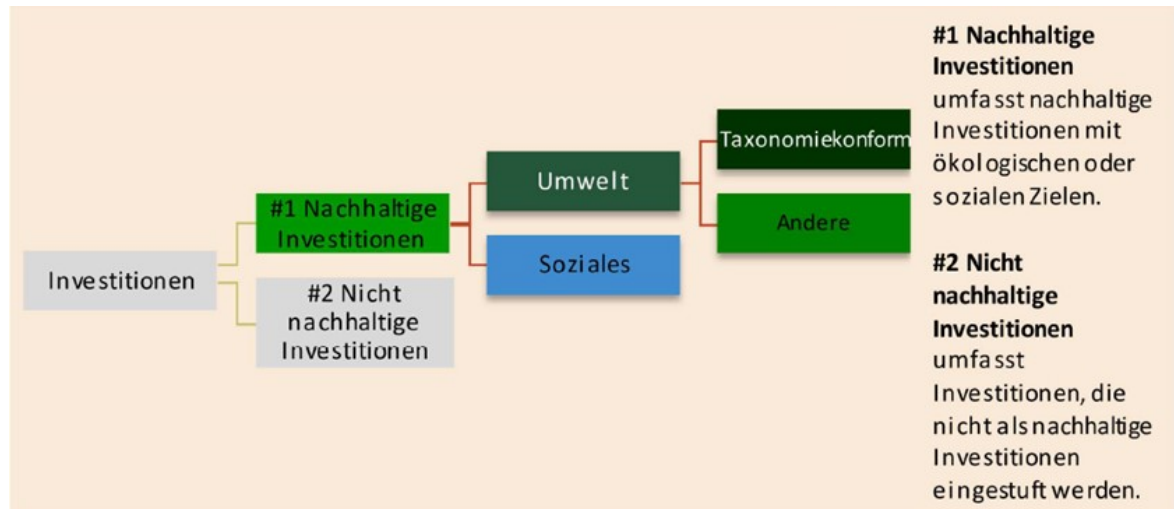 Investitionen
#1 Nachhaltige
Investitionen
#2 Nicht
nachhaltige
Investitionen
Umwelt
Soziales
Taxonomiekonform
Andere
#1 Nachhaltige
Investitionen
umfasst nachhaltige
Investitionen mit
ökologischen oder
sozialen Zielen.
#2 Nicht
nachhaltige
Investitionen
umfasst
Investitionen, die
nicht als nachhaltige
Investitionen
eingestuft werden.